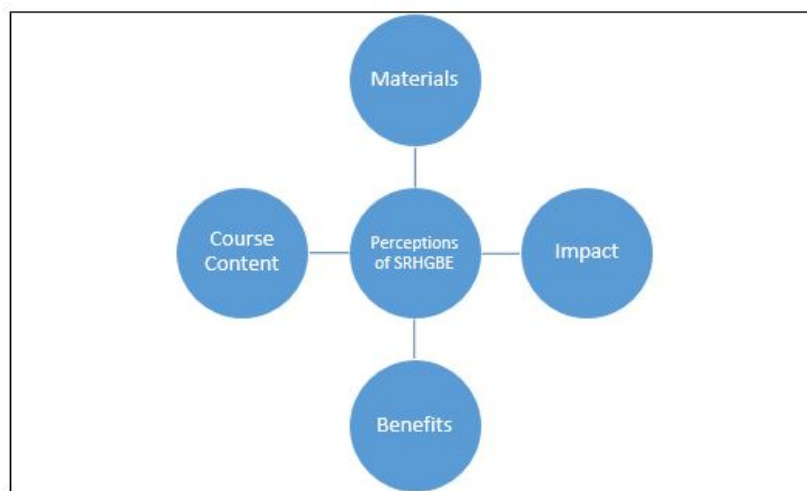 Materials
Course
Content
Perceptions
of SRHGBE
Impact
Benefits